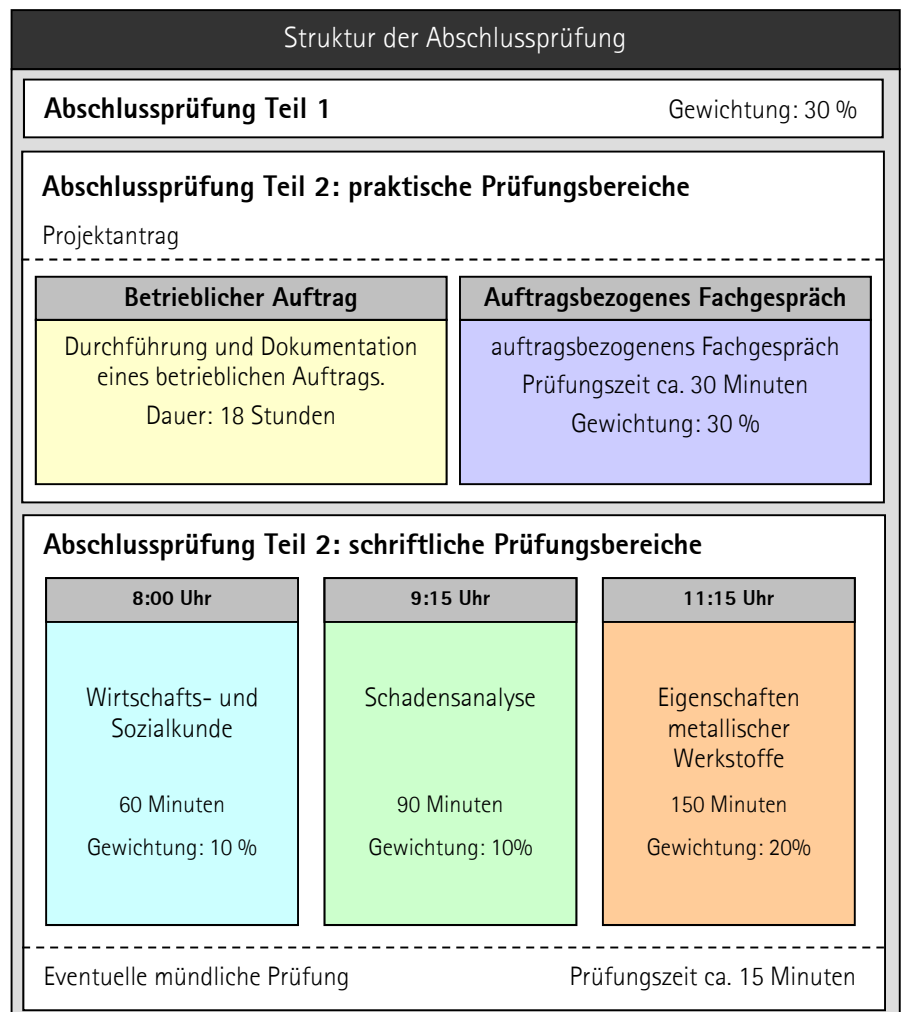 Struktur der Abschlussprüfung
Abschlussprüfung Teil 1
Gewichtung: 30 %
Abschlussprüfung Teil 2: praktische Prüfungsbereiche
Projektantrag
Betrieblicher Auftrag
Durchführung und Dokumentation
eines betrieblichen Auftrags.
Dauer: 18 Stunden
Auftragsbezogenes Fachgespräch
auftragsbezogenens Fachgespräch
Prüfungszeit ca. 30 Minuten
Gewichtung: 30 %
Abschlussprüfung Teil 2: schriftliche Prüfungsbereiche
8:00 Uhr
Wirtschafts- und
Sozialkunde
60 Minuten
Gewichtung: 10 %
9:15 Uhr
Schadensanalyse
90 Minuten
Gewichtung: 10%
11:15 Uhr
Eigenschaften
metallischer
Werkstoffe
150 Minuten
Gewichtung: 20%
Eventuelle mündliche Prüfung
Prüfungszeit ca. 15 Minuten